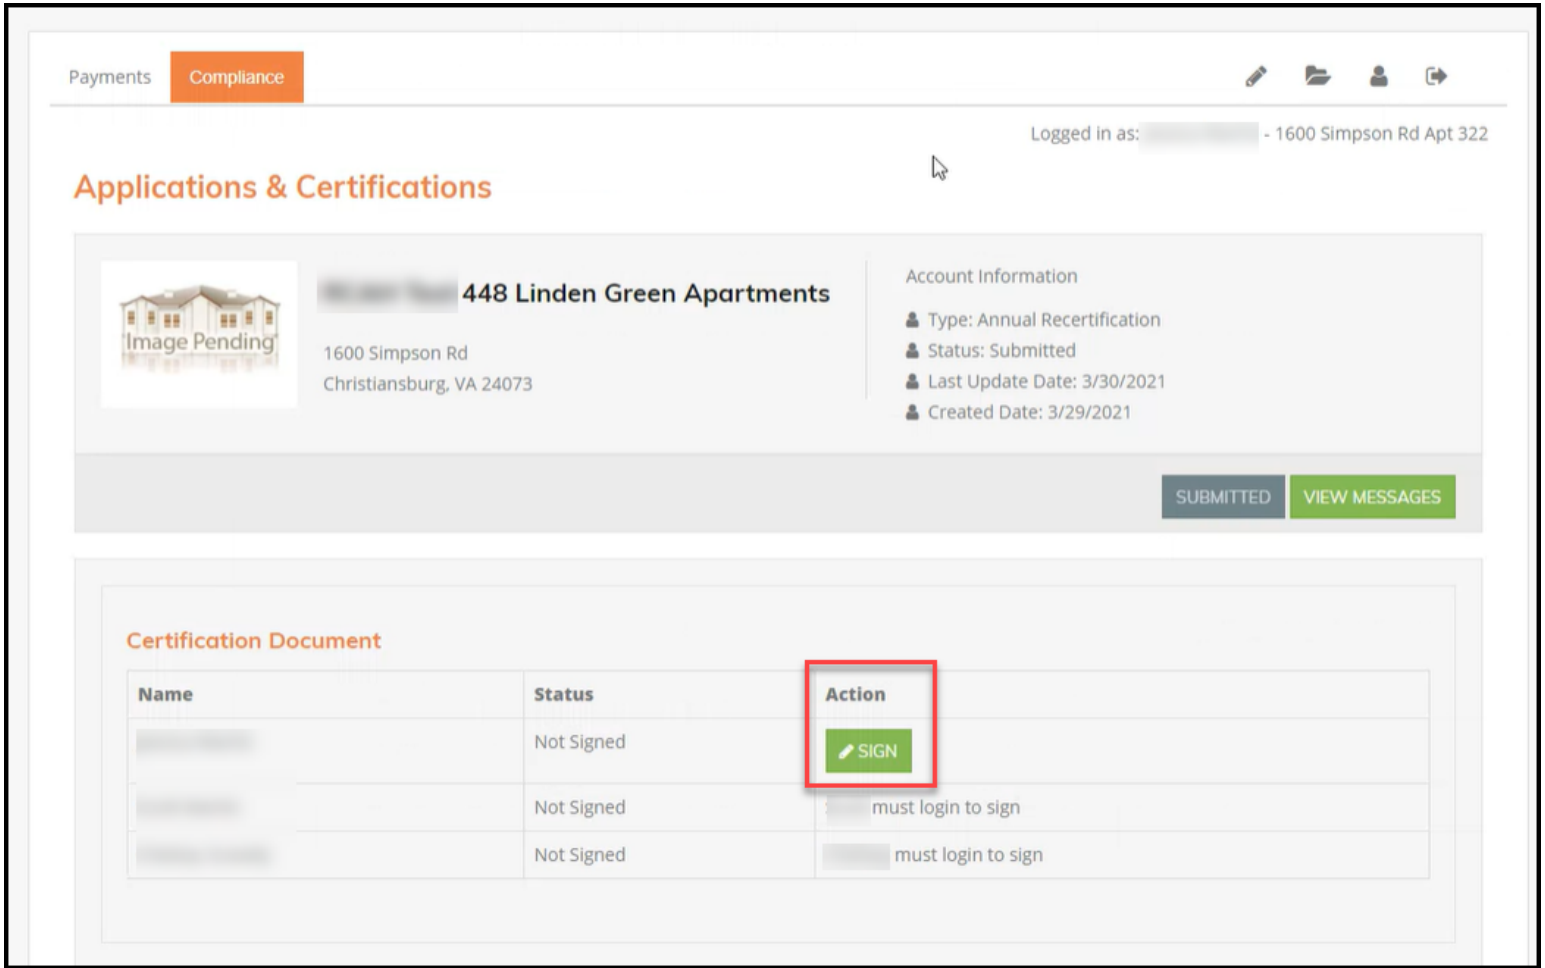 Payments Compliance
Logged in as: - 1600 Simpson Rd Apt 322
Applications & Certifications
Image Pending
448 Linden Green Apartments
1600 Simpson Rd
Christiansburg, VA 24073
Account Information
Type: Annual Recertification
Status: Submitted
Last Update Date: 3/30/2021
Created Date: 3/29/2021
SUBMITTED VIEW MESSAGES
Certification Document
Name Status Action
Not Signed SIGN
Not Signed must login to sign
Not Signed must login to sign